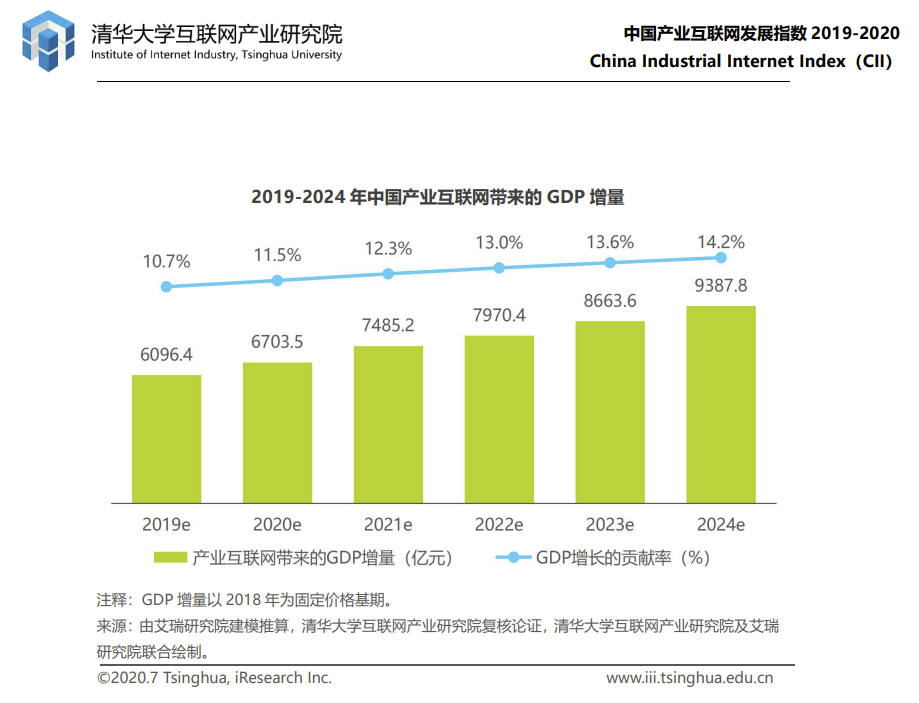 清华大学互联网产业研究院
Institute of Internet Industry, Tsinghua University
中国产业互联网发展指数 2019-2020
China Industrial Internet Index（CII）
2019-2024 年中国产业互联网带来的 GDP 增量
10.7% 11.5% 12.3% 13.0% 13.6% 14.2%
6096.4 6703.5 7485.2 7970.4 8663.6 9387.8
2019e 2020e 2021e 2022e 2023e 2024e
产业互联网带来的GDP增量（亿元） GDP增长的贡献率（%）
注释：GDP 增量以 2018 年为固定价格基期。
来源：由艾瑞研究院建模推算，清华大学互联网产业研究院复核论证，清华大学互联网产业研究院及艾瑞
研究院联合绘制。
©2020.7 Tsinghua, iResearch Inc. www.iii.tsinghua.edu.cn